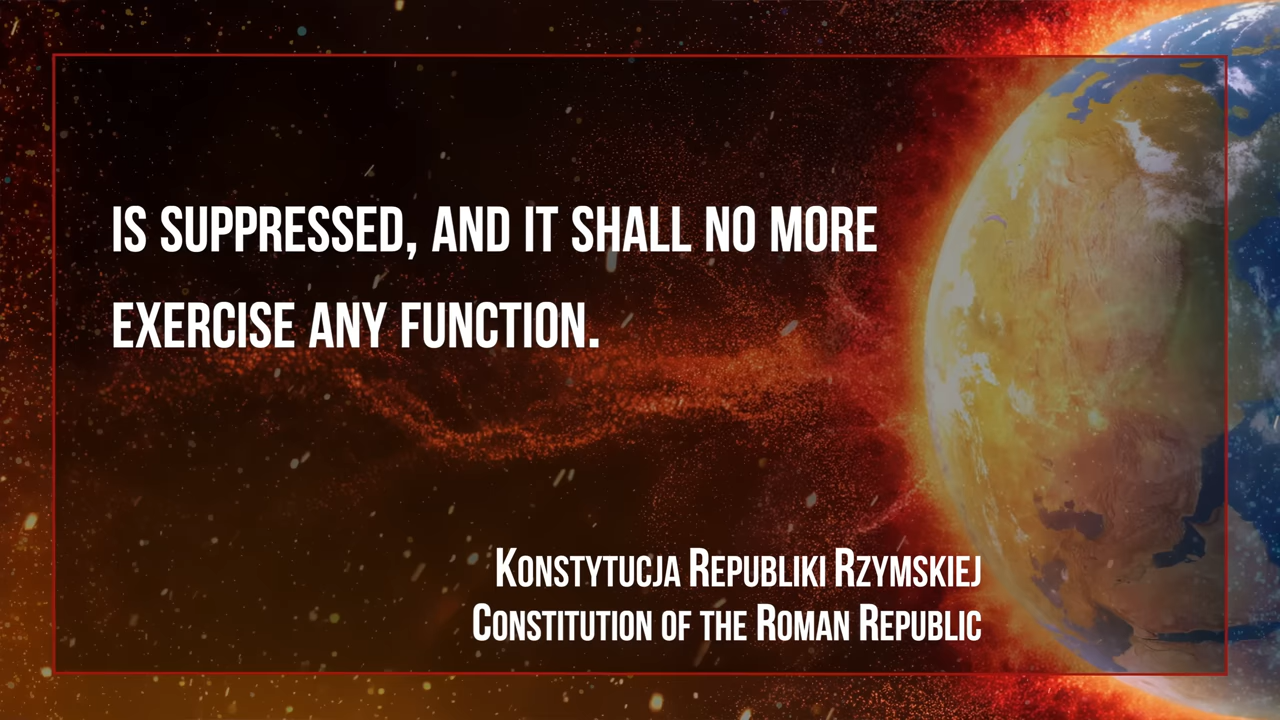 IS SUPPRESSED, AND IT SHALL NO MORE
EXERCISE ANY FUNCTION.
KONSTYTUCJA REPUBLIKI RZYMSKIEJ
CONSTITUTION OF THE ROMAN REPUBLIC